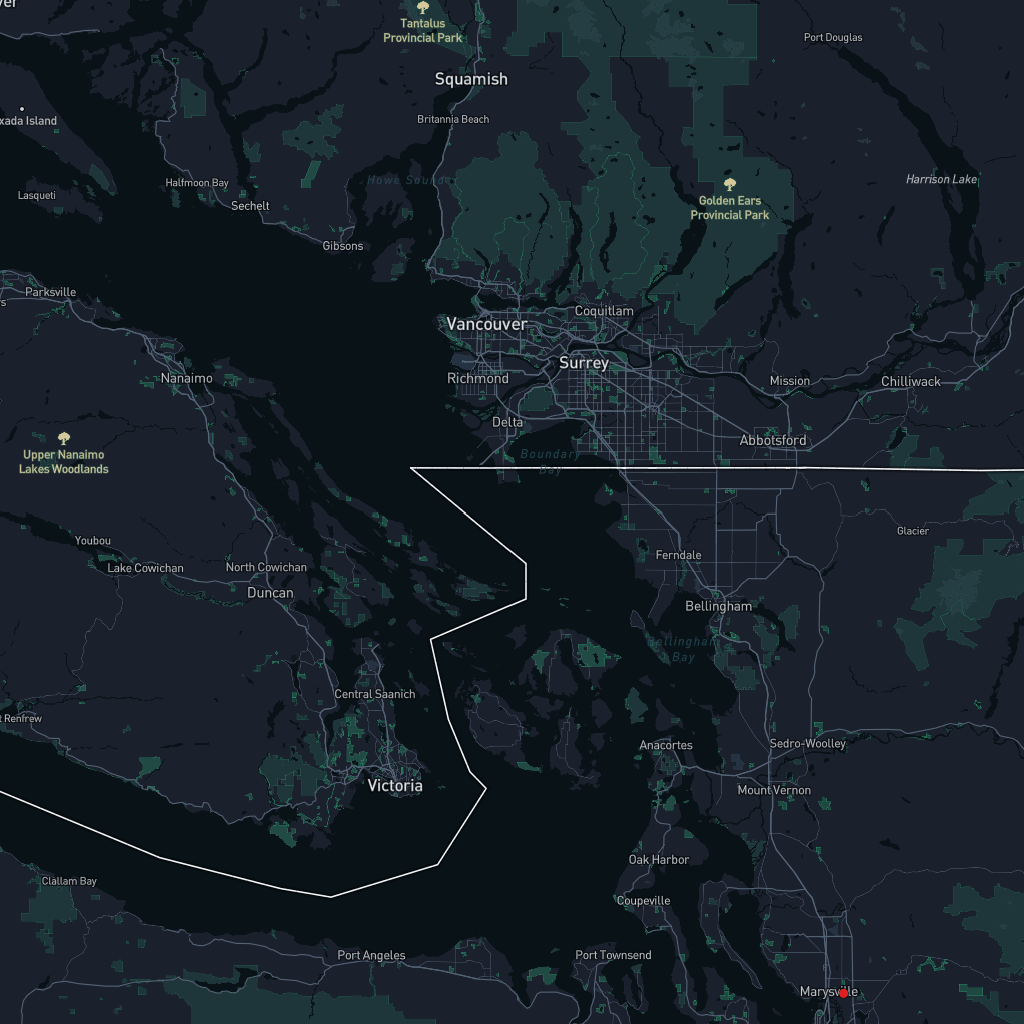 ver
Tantalus
Provincial Park
Port Douglas
Squamish
xada Island
Britannia Beach
Halfmoon Bay
Howe Sound
Harrison Lake
Lasqueti
Sechelt
Golden Ears
Provincial Park
Gibsons
Parksville
s
Coquitlam
Vancouver
Surrey
Nanaimo
Richmond
Mission
Chilliwack
Delta
Abbotsford
Upper Nanaimo
Lakes Woodlands
Boundary
Bay
Glacier
Youbou
Ferndale
Lake Cowichan
North Cowichan
Duncan
Bellingham
Bellingham
Bay
Central Saanich
t Renfrew
Anacortes
Sedro-Woolley
Victoria
Mount Vernon
Oak Harbor
Clallam Bay
Coupeville
Port Angeles
Port Townsend
Marysville